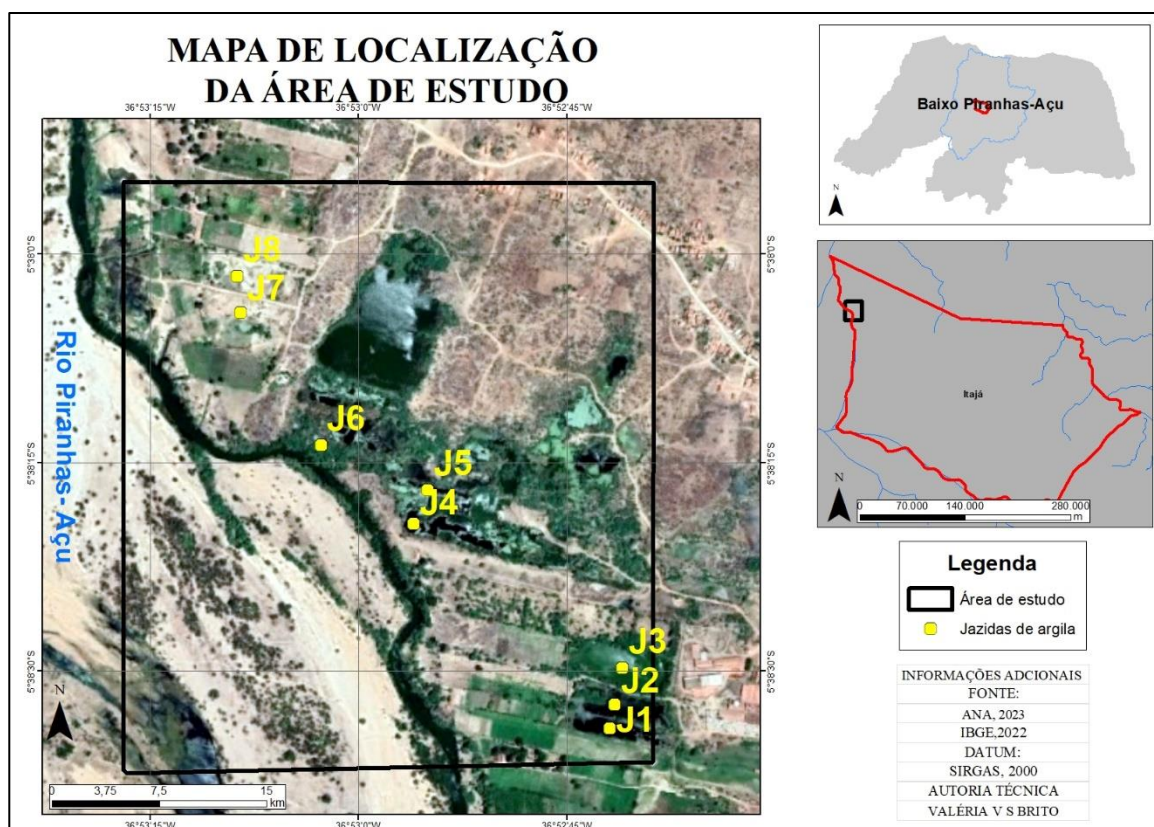 MAPA DE LOCALIZAÇÃO
DA ÁREA DE ESTUDO
36°53'15"W
36°53'0"W
36°52'45"W
5°38'0"S
5°38'15"S
5°38'30"S
5°38'0"S
5°38'15"S
5°38'30"S
J8
J7
J6
J5
J4
J3
J2
J1
Rio Piranhas-Açu
N
0 3,75 7,5 15
km
36°53'15"W
36°53'0"W
36°52'45"W
Baixo Piranhas-Açu
N
Itajá
N
0 70.000 140.000 280.000
m
Legenda
Área de estudo
Jazidas de argila
INFORMAÇÕES ADCIONAIS
FONTE:
ANA, 2023
IBGE,2022
DATUM:
SIRGAS, 2000
AUTORIA TÉCNICA
VALÉRIA V S BRITO